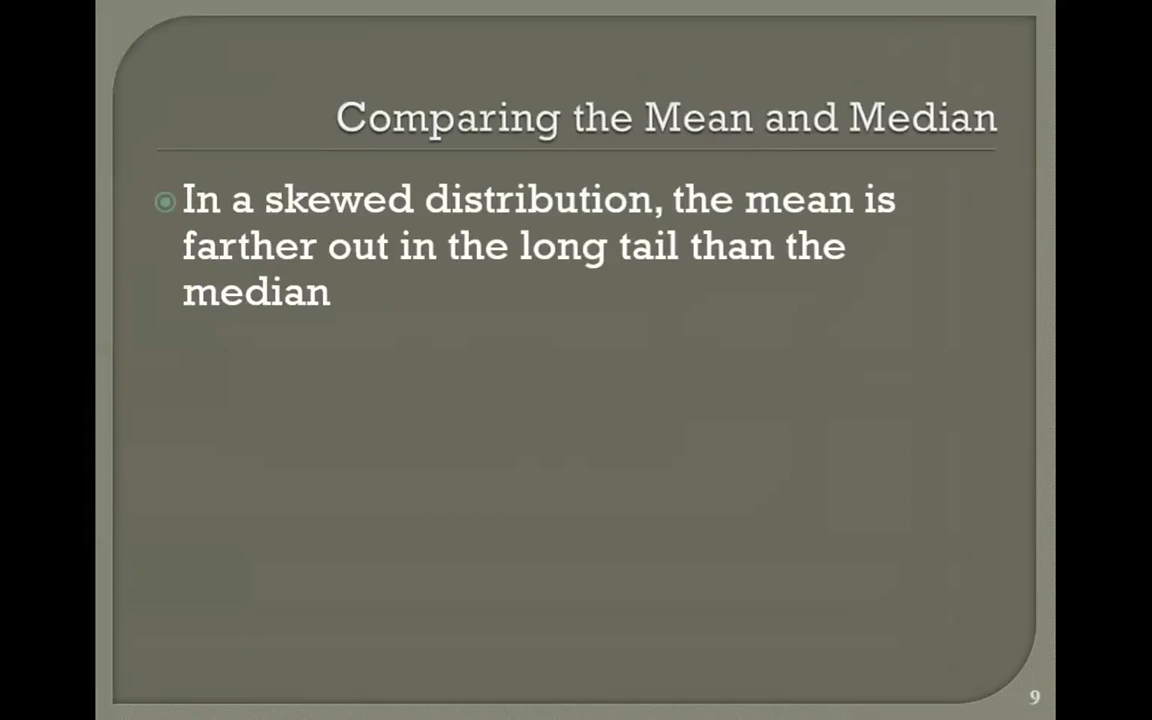 Comparing the Mean and Median
In a skewed distribution, the mean is
farther out in the long tail than the
median
9